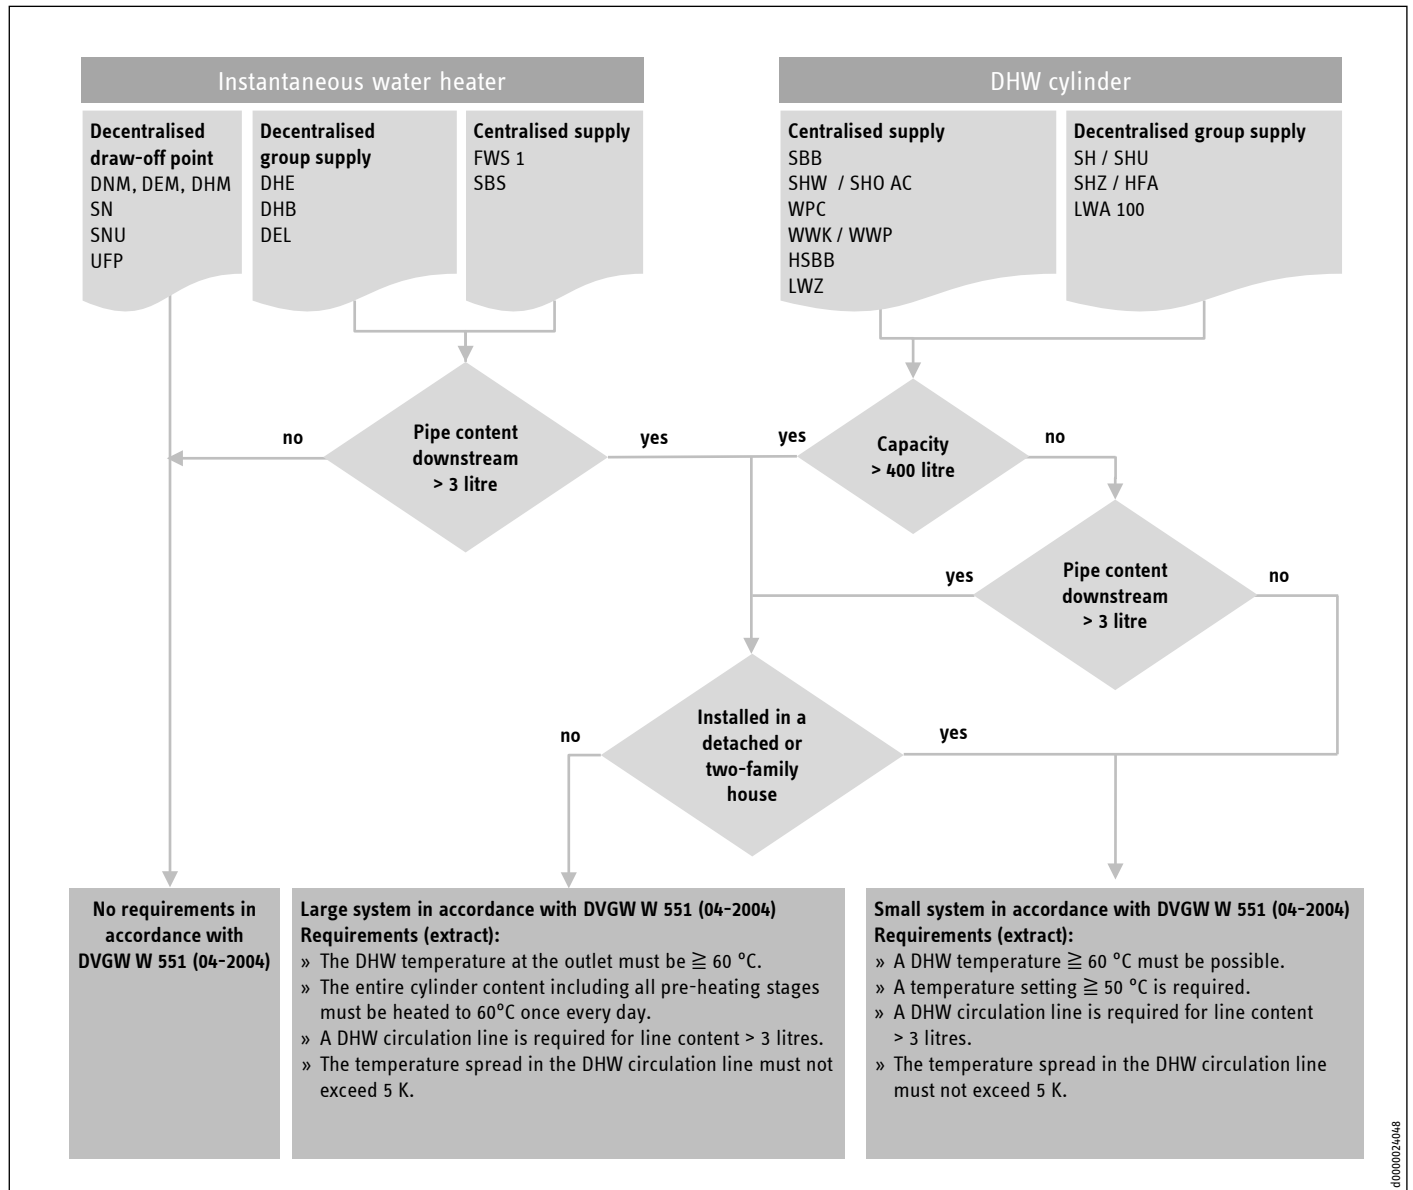 Instantaneous water heater
DHW cylinder
Decentralised
draw-off point
DNM, DEM, DHM
SN
SNU
UFP
Decentralised
group supply
DHE
DHB
DEL
Centralised supply
FWS 1
SBS
Centralised supply
SBB
SHW / SHO AC
WPC
WWK / WWP
HSBB
LWZ
Decentralised group supply
SH / SHU
SHZ / HFA
LWA 100
no
Pipe content
downstream
> 3 litre
yes
yes
Capacity
> 400 litre
no
yes
Pipe content
downstream
> 3 litre
no
no
Installed in a
detached or
two-family
house
yes
No requirements in
accordance with
DVGW W 551 (04-2004)
Large system in accordance with DVGW W 551 (04-2004)
Requirements (extract):
» The DHW temperature at the outlet must be ≧ 60 °C.
» The entire cylinder content including all pre-heating stages
must be heated to 60°C once every day.
» A DHW circulation line is required for line content > 3 litres.
» The temperature spread in the DHW circulation line must not
exceed 5 K.
Small system in accordance with DVGW W 551 (04-2004)
Requirements (extract):
» A DHW temperature ≧ 60 °C must be possible.
» A temperature setting ≧ 50 °C is required.
» A DHW circulation line is required for line content
> 3 litres.
» The temperature spread in the DHW circulation line
must not exceed 5 K.
d0000024048